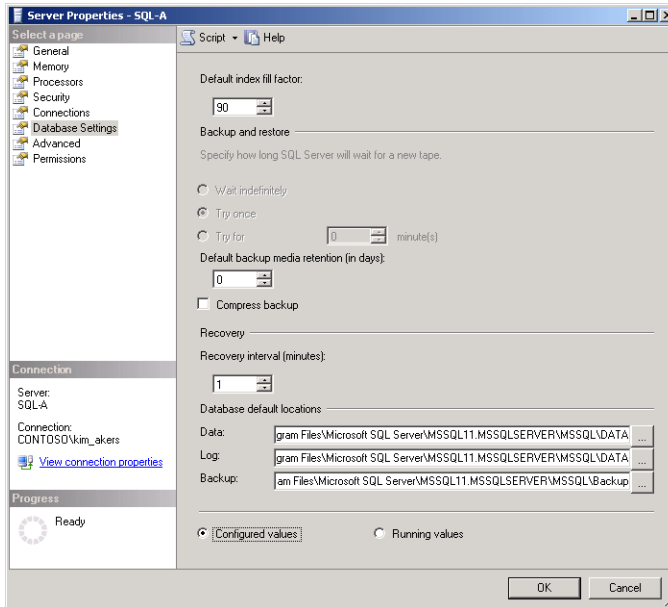 Server Properties - SQL-A
Select a page
General
Memory
Processors
Security
Connections
Database Settings
Advanced
Permissions
Connection
Server:
SQL-A
Connection:
CONTOSO\kim_akers
View connection properties
Progress
Ready
Script
Help
Default index fill factor:
90
Backup and restore
Specify how long SQL Server will wait for a new tape.
Wait indefinitely
Try once
Try for 0 minute(s)
Default backup media retention (in days):
0
Compress backup
Recovery
Recovery interval (minutes):
1
Database default locations
Data: gram Files\Microsoft SQL Server\MSSQL11.MSSQLSERVER\MSSQL\DATA ...
Log: gram Files\Microsoft SQL Server\MSSQL11.MSSQLSERVER\MSSQL\DATA ...
Backup: am Files\Microsoft SQL Server\MSSQL11.MSSQLSERVER\MSSQL\Backup ...
Configured values
Running values
OK
Cancel